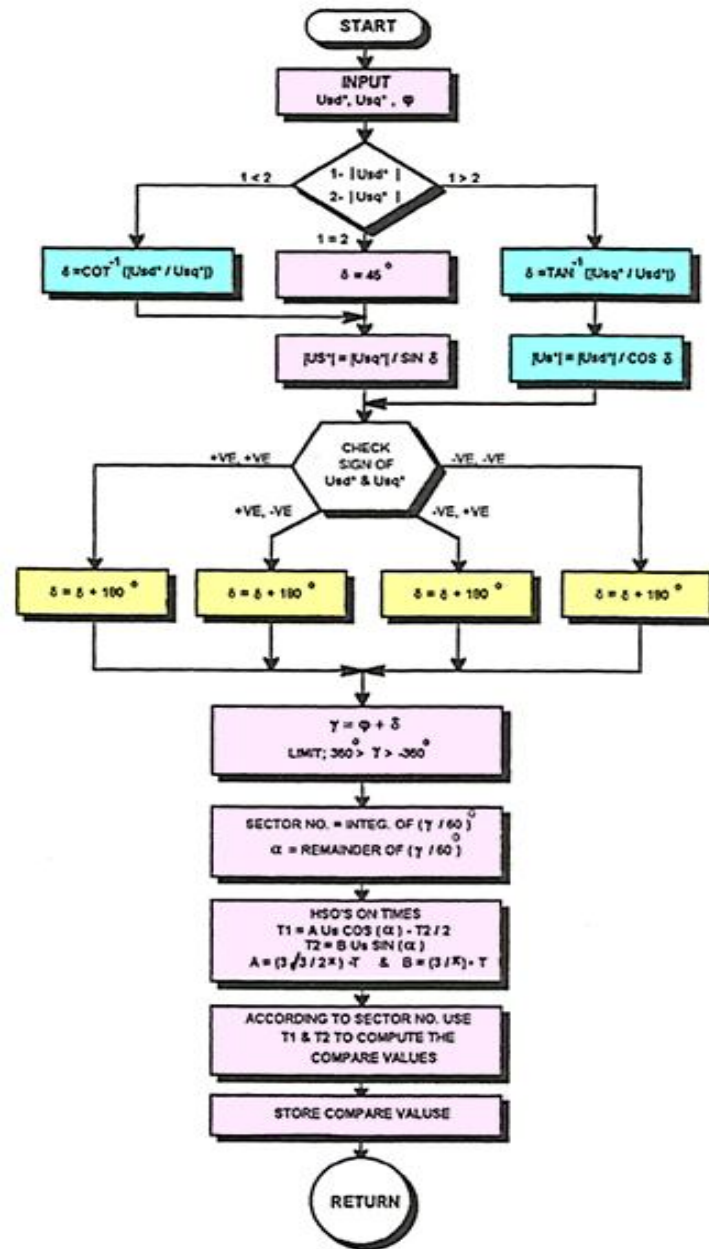 START
INPUT
Usd*, Usq* , φ
1 < 2
1- |Usd* |
2- |Usq* |
1 > 2
1 = 2
δ =COT⁻¹(|Usd* / Usq*|)
δ = 45°
δ =TAN⁻¹(|Usq* / Usd*|)
|US*| = |Usq*| / SIN δ
|Us*| = |Usd*| / COS δ
CHECK
SIGN OF
Usd* & Usq*
+VE, +VE
-VE, -VE
+VE, -VE
-VE, +VE
δ = δ + 180°
δ = δ + 180°
δ = δ + 180°
δ = δ + 180°
γ = φ + δ
LIMIT; 360° > γ > -360°
SECTOR NO. = INTEG. OF (γ / 60)°
α = REMAINDER OF (γ / 60)°
HSO'S ON TIMES
T1 = A Us COS (α) - T2 / 2
T2 = B Us SIN (α)
A = (3√3 / 2π) -T & B = (3 / π) - T
ACCORDING TO SECTOR NO. USE
T1 & T2 TO COMPUTE THE
COMPARE VALUES
STORE COMPARE VALUSE
RETURN